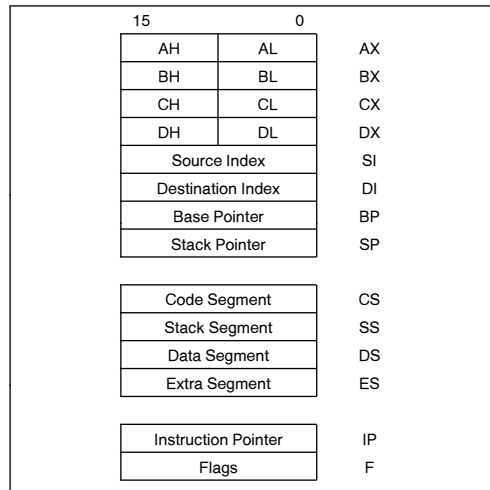 15 0
AH AL AX
BH BL BX
CH CL CX
DH DL DX
Source Index SI
Destination Index DI
Base Pointer BP
Stack Pointer SP
Code Segment CS
Stack Segment SS
Data Segment DS
Extra Segment ES
Instruction Pointer IP
Flags F